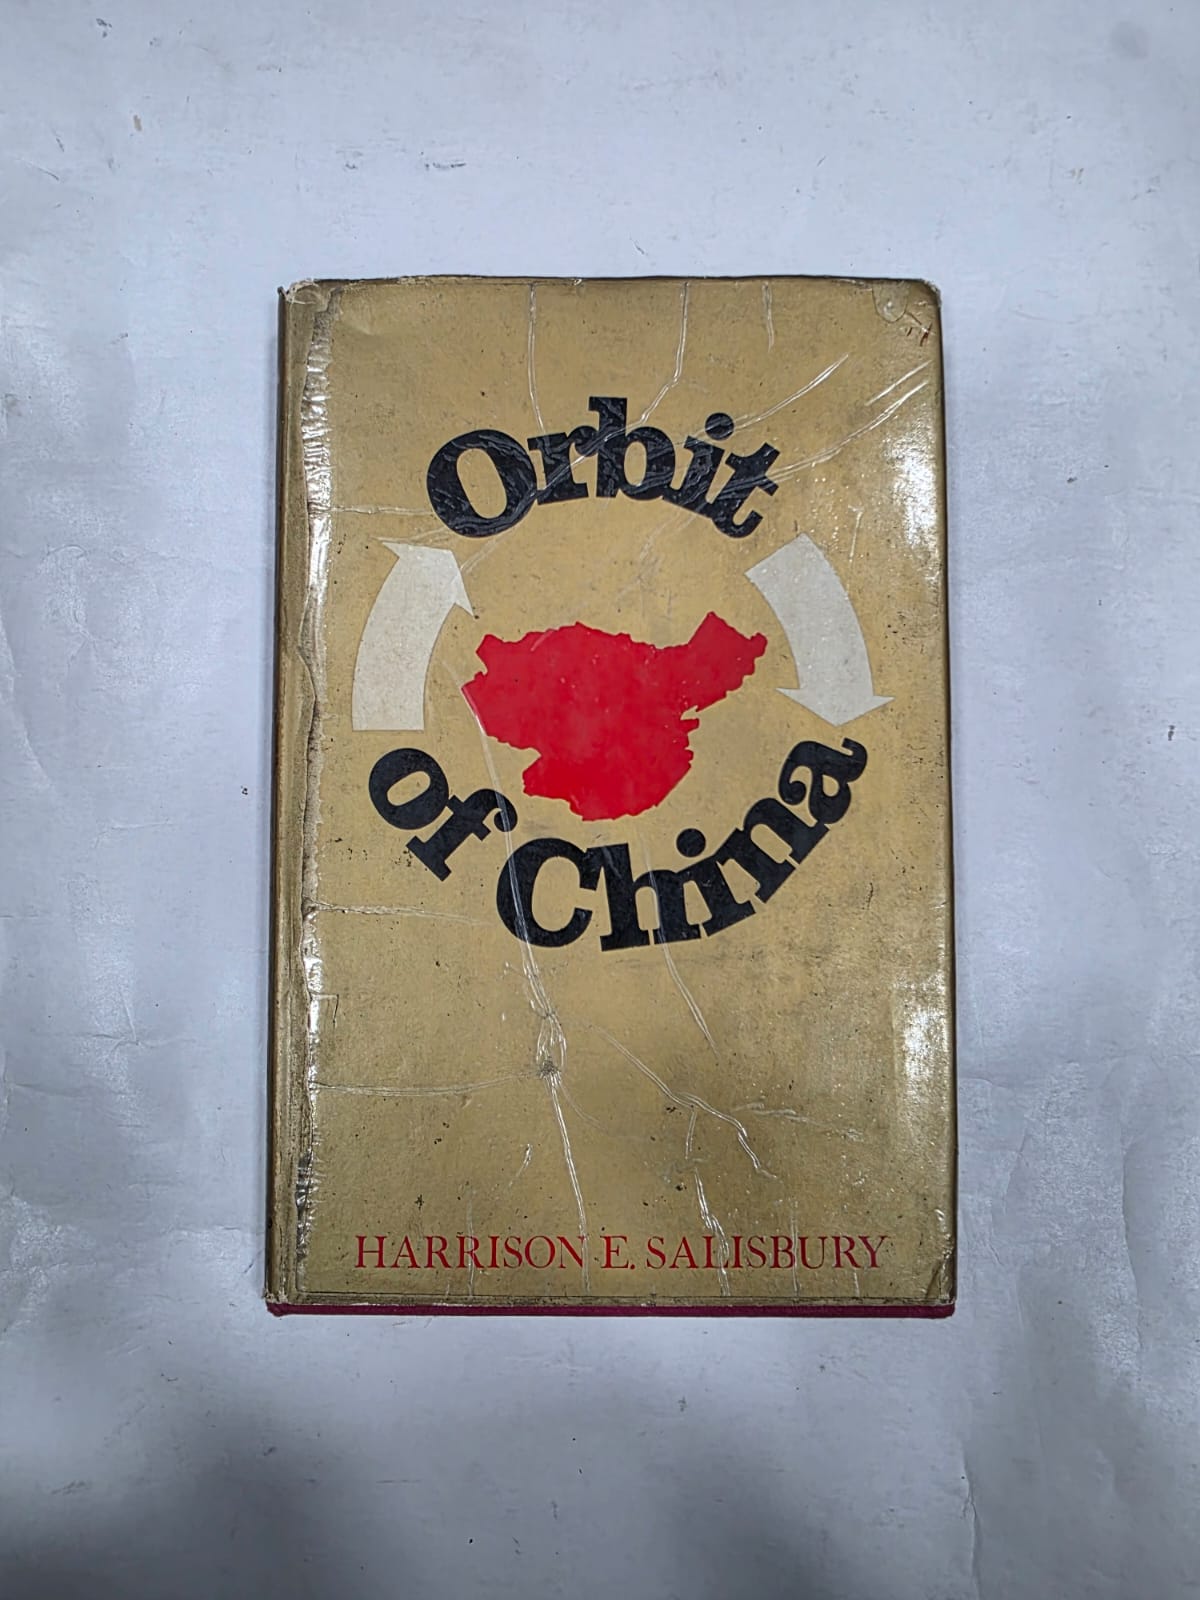 Orbit
of China
HARRISON E. SALISBURY